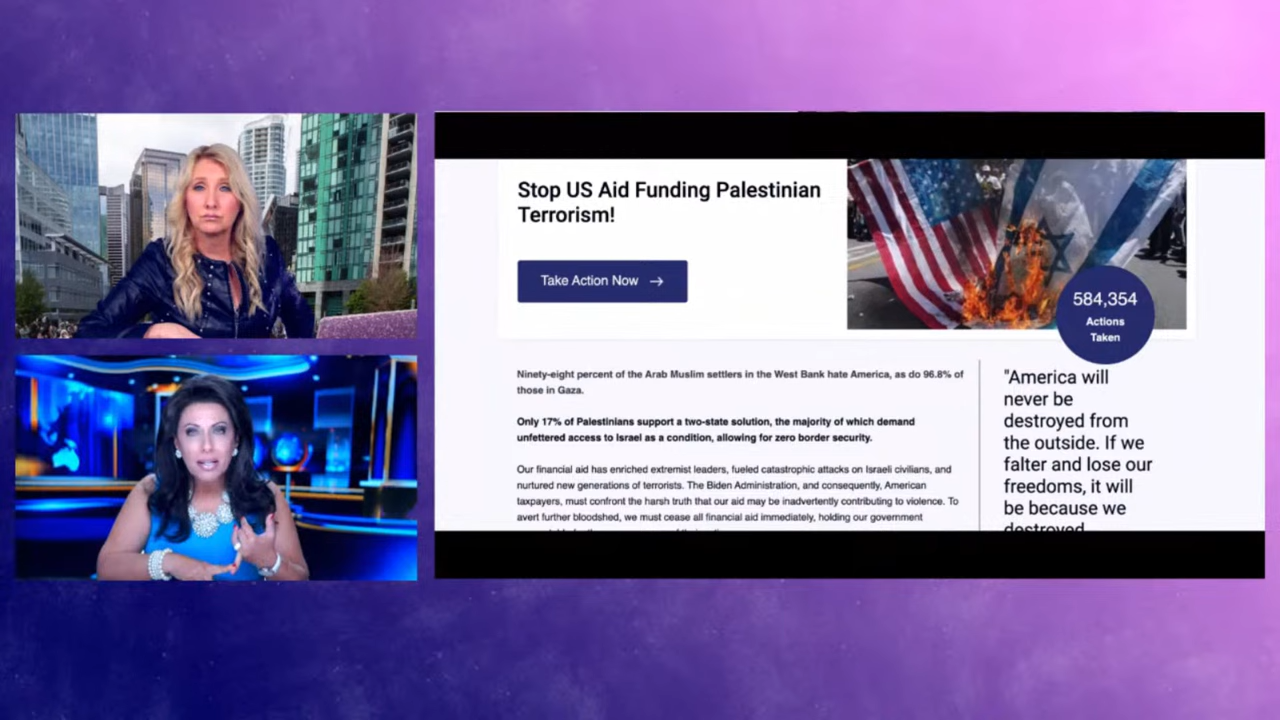 Stop US Aid Funding Palestinian
Terrorism!
Take Action Now →
584,354
Actions
Taken
Ninety-eight percent of the Arab Muslim settlers in the West Bank hate America, as do 96.8% of
those in Gaza.
Only 17% of Palestinians support a two-state solution, the majority of which demand
unfettered access to Israel as a condition, allowing for zero border security.
Our financial aid has enriched extremist leaders, fueled catastrophic attacks on Israeli civilians, and
nurtured new generations of terrorists. The Biden Administration, and consequently, American
taxpayers, must confront the harsh truth that our aid may be inadvertently contributing to violence. To
avert further bloodshed, we must cease all financial aid immediately, holding our government
"America will
never be
destroyed from
the outside. If we
falter and lose our
freedoms, it will
be because we
destroyed